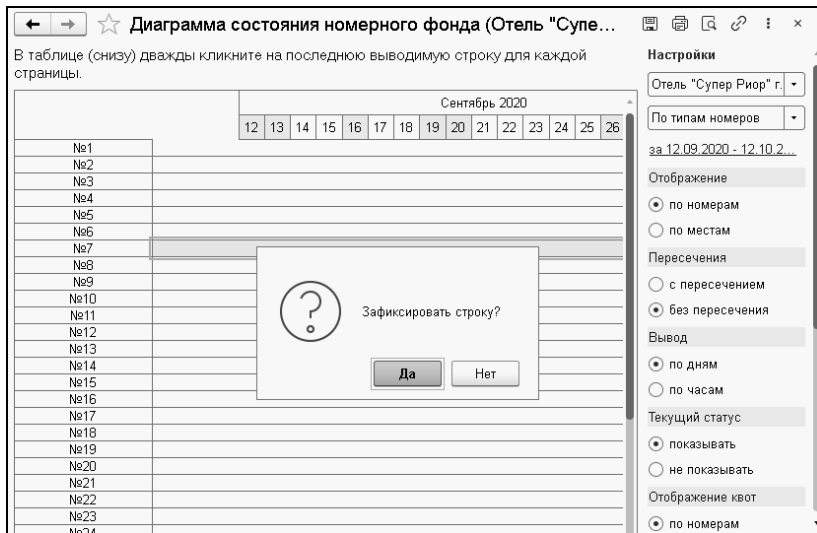 Диаграмма состояния номерного фонда (Отель "Супе...
В таблице (снизу) дважды кликните на последнюю выводимую строку для каждой
страницы.
Сентябрь 2020
12 13 14 15 16 17 18 19 20 21 22 23 24 25 26
№1
№2
№3
№4
№5
№6
№7
№8
№9
№10
№11
№12
№13
№14
№15
№16
№17
№18
№19
№20
№21
№22
№23
№24
Зафиксировать строку?
Да Нет
Настройки
Отель "Супер Риор" г.
По типам номеров
за 12.09.2020 - 12.10.2...
Отображение
по номерам
по местам
Пересечения
с пересечением
без пересечения
Вывод
по дням
по часам
Текущий статус
показывать
не показывать
Отображение квот
по номерам